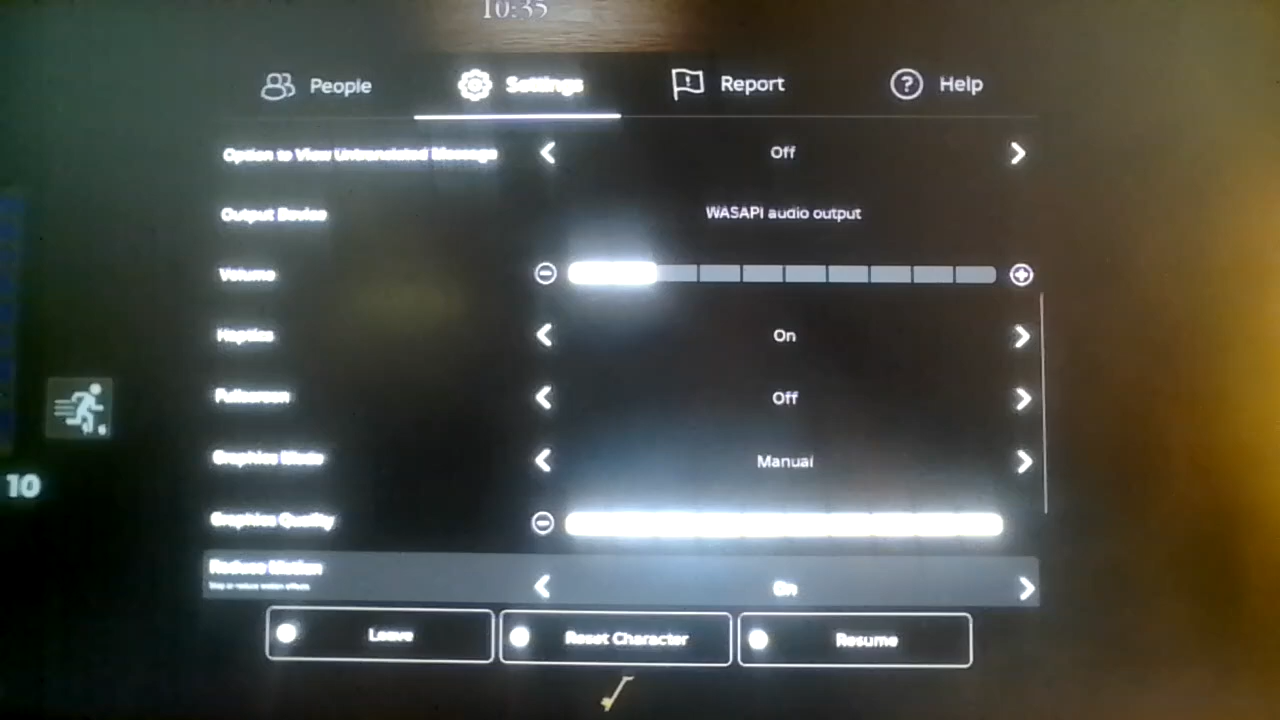 10:35
People
Settings
Report
Help
Option to View Untranslated Message
Off
Output Device
WASAPI audio output
Volume
Haptics
On
Fullscreen
Off
Graphics Mode
Manual
Graphics Quality
10
Reduce Motion
On
Leave
Reset Character
Resume